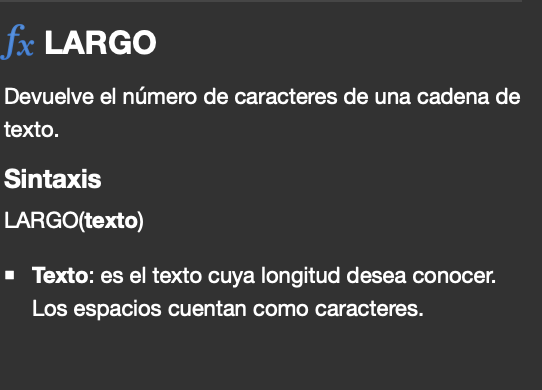 fx LARGO
Devuelve el número de caracteres de una cadena de
texto.
Sintaxis
LARGO(texto)
▪ Texto: es el texto cuya longitud desea conocer.
Los espacios cuentan como caracteres.